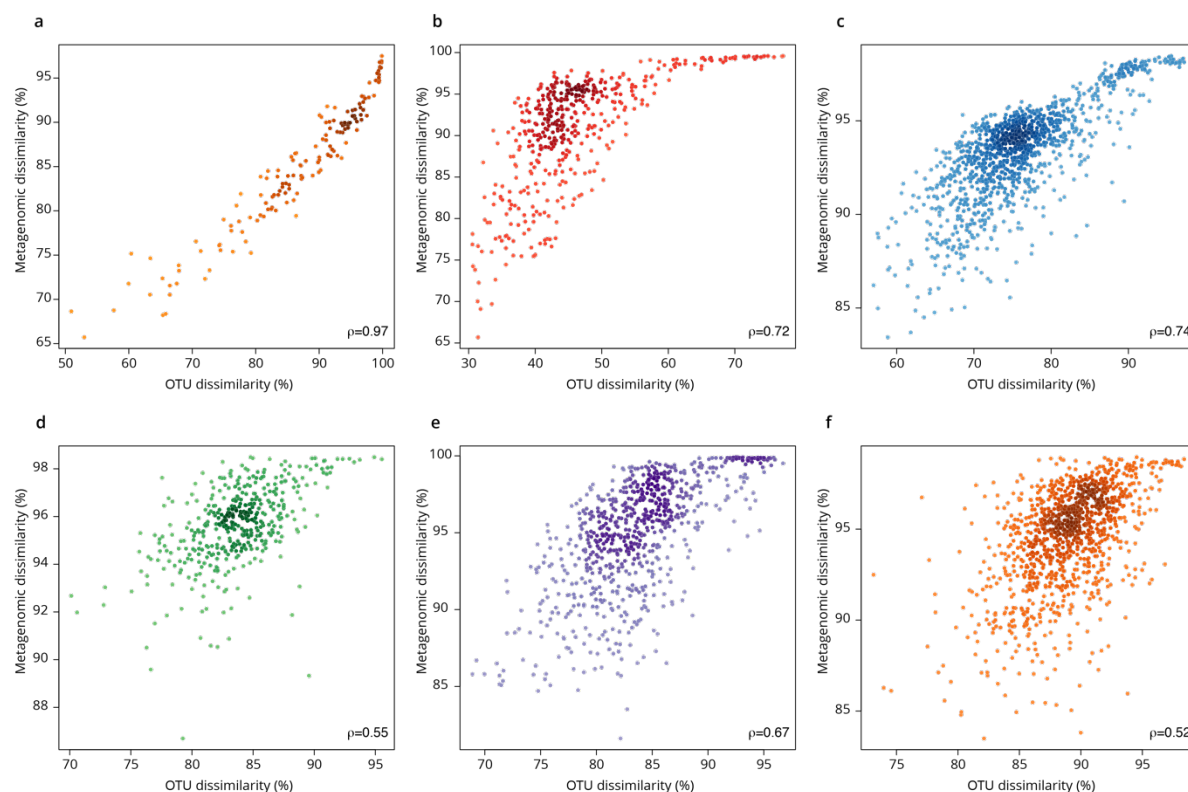 a
b
c
Metagenomic dissimilarity (%)
95
90
85
80
75
70
65
50
60
70
80
90
100
OTU dissimilarity (%)
ρ=0.97
Metagenomic dissimilarity (%)
100
95
90
85
80
75
70
65
30
40
50
60
70
OTU dissimilarity (%)
ρ=0.72
Metagenomic dissimilarity (%)
95
90
85
60
70
80
90
OTU dissimilarity (%)
ρ=0.74
d
e
f
Metagenomic dissimilarity (%)
98
96
94
92
90
88
70
75
80
85
90
95
OTU dissimilarity (%)
ρ=0.55
Metagenomic dissimilarity (%)
100
95
90
85
70
75
80
85
90
95
OTU dissimilarity (%)
ρ=0.67
Metagenomic dissimilarity (%)
95
90
85
75
80
85
90
95
OTU dissimilarity (%)
ρ=0.52